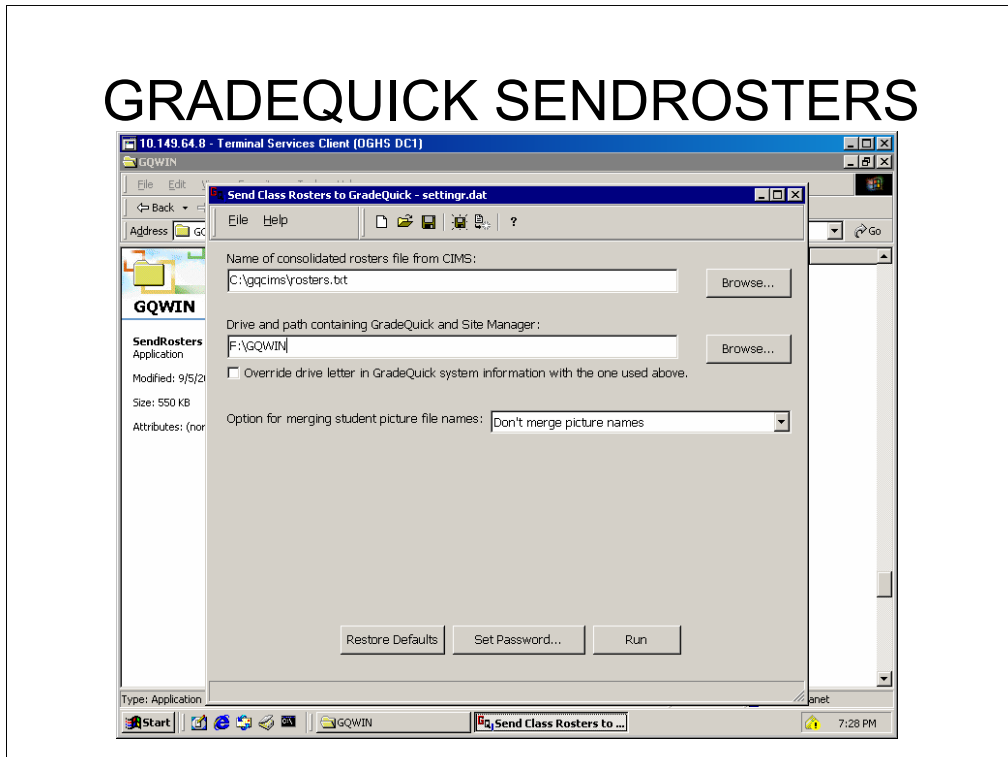 GRADEQUICK SENDROSTERS
10.149.64.8 - Terminal Services Client (OGHS DC1)
GQWIN
File Edit
Send Class Rosters to GradeQuick - settingr.dat
Back
File Help
?
Address GQ
Go
Name of consolidated rosters file from CIMS:
C:\gqcims\rosters.txt
Browse...
GQWIN
Drive and path containing GradeQuick and Site Manager:
SendRosters
F:\GQWIN
Browse...
Application
Override drive letter in GradeQuick system information with the one used above.
Modified: 9/5/2
Size: 550 KB
Option for merging student picture file names:
Don't merge picture names
Attributes: (nor
Restore Defaults
Set Password...
Run
Type: Application
anet
Start
GQWIN
Send Class Rosters to ...
7:28 PM